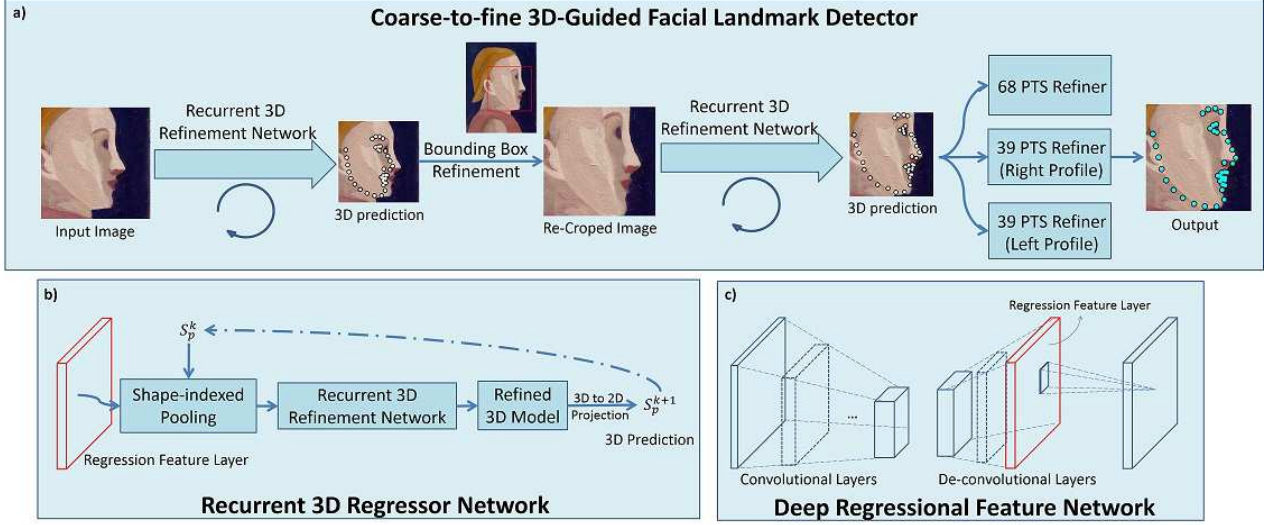 a)
Coarse-to-fine 3D-Guided Facial Landmark Detector
Recurrent 3D
Refinement Network
Input Image
3D prediction
Bounding Box
Refinement
Re-Croped Image
Recurrent 3D
Refinement Network
3D prediction
68 PTS Refiner
39 PTS Refiner
(Right Profile)
39 PTS Refiner
(Left Profile)
Output
b)
S_p^k
Shape-indexed
Pooling
Recurrent 3D
Refinement Network
Refined
3D Model
3D to 2D
Projection
S_p^{k+1}
3D Prediction
Regression Feature Layer
Recurrent 3D Regressor Network
c)
Regression Feature Layer
...
Convolutional Layers
De-convolutional Layers
Deep Regressional Feature Network